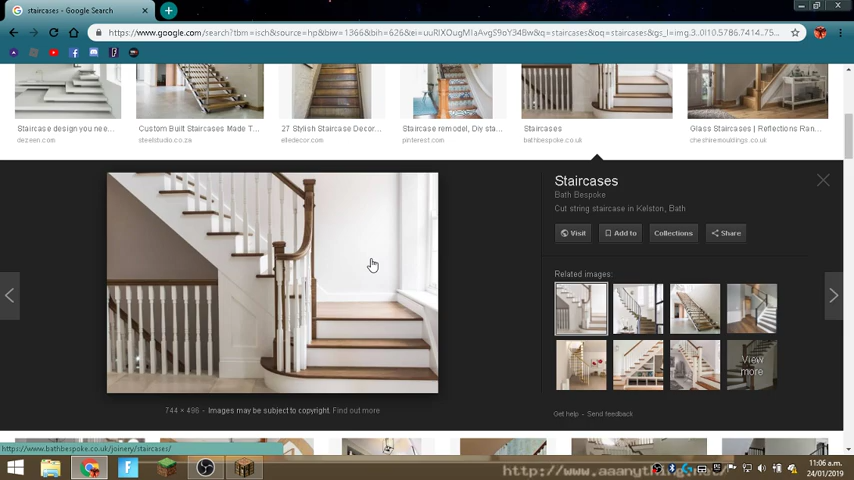 staircases - Google Search
https://www.google.com/search?tbm=isch&source=hp&biw=1366&bih=626&ei=uuRIXOugMIaAvgS9oY34Bw&q=staircases&oq=staircases&gs_l=img.3..0l10.5786.7414...75...
Staircase design you nee...
dezeen.com
Custom Built Staircases Made T...
steelstudio.co.za
27 Stylish Staircase Decor...
elledecor.com
Staircase remodel, Diy sta...
pinterest.com
Staircases
bathbespoke.co.uk
Glass Staircases | Reflections Ran...
cheshiremouldings.co.uk
Staircases
Bath Bespoke
Cut string staircase in Kelston, Bath
Visit
Add to
Collections
Share
Related images:
View more
744 × 496 - Images may be subject to copyright. Find out more
Get help - Send feedback
https://www.bathbespoke.co.uk/joinery/staircases/
11:06 a.m.
24/01/2019